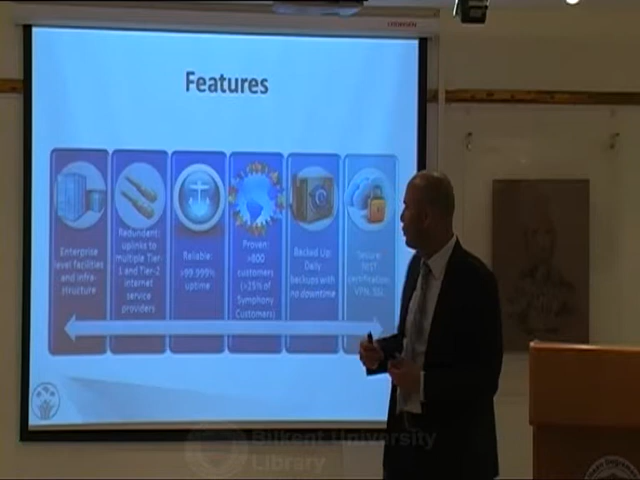 Features
Enterprise
level facilities
and infra-
structure
Redundant:
uplinks to
multiple Tier-
1 and Tier-2
internet
service
providers
Reliable:
>99.999%
uptime
Proven:
>800
customers
(>25% of
Symphony
Customers)
Backed Up:
Daily
backups with
no downtime
Secure:
certification
VPN, SSL
Bilkent University
Library